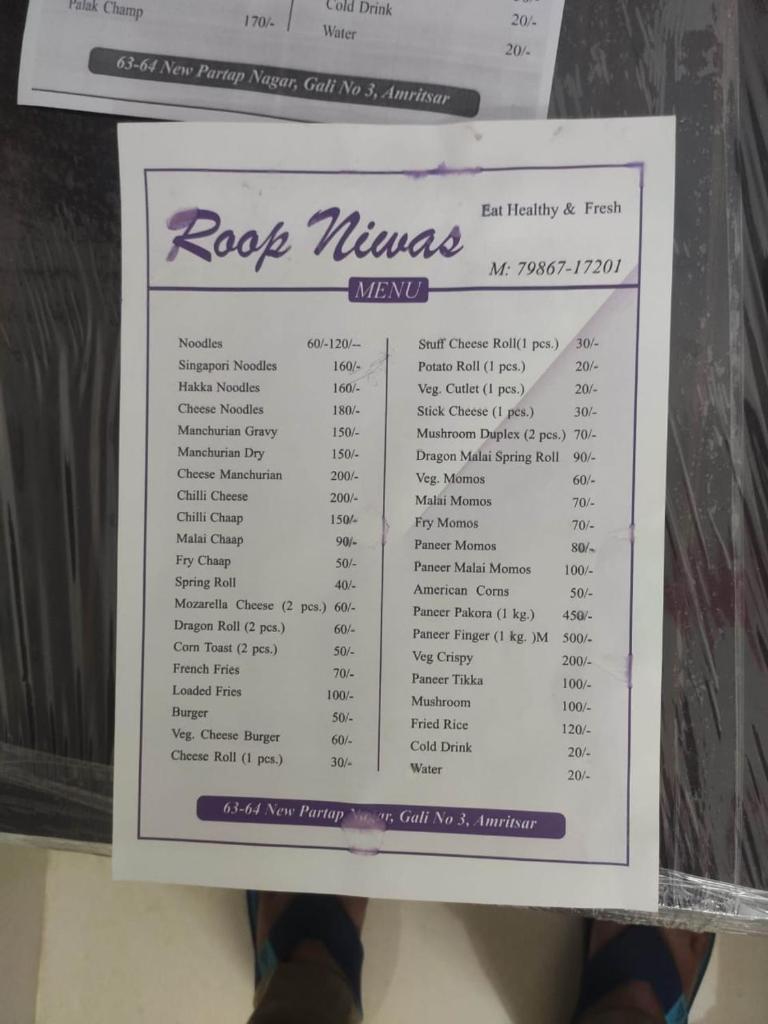 Palak Champ 170/-
Cold Drink 20/-
Water 20/-
63-64 New Partap Nagar, Gali No 3, Amritsar
Roop Niwas
Eat Healthy & Fresh
M: 79867-17201
MENU
Noodles 60/-120/--
Singapori Noodles 160/-
Hakka Noodles 160/-
Cheese Noodles 180/-
Manchurian Gravy 150/-
Manchurian Dry 150/-
Cheese Manchurian 200/-
Chilli Cheese 200/-
Chilli Chaap 150/-
Malai Chaap 90/-
Fry Chaap 50/-
Spring Roll 40/-
Mozarella Cheese (2 pcs.) 60/-
Dragon Roll (2 pcs.) 60/-
Corn Toast (2 pcs.) 50/-
French Fries 70/-
Loaded Fries 100/-
Burger 50/-
Veg. Cheese Burger 60/-
Cheese Roll (1 pcs.) 30/-
Stuff Cheese Roll(1 pcs.) 30/-
Potato Roll (1 pcs.) 20/-
Veg. Cutlet (1 pcs.) 20/-
Stick Cheese (1 pcs.) 30/-
Mushroom Duplex (2 pcs.) 70/-
Dragon Malai Spring Roll 90/-
Veg. Momos 60/-
Malai Momos 70/-
Fry Momos 70/-
Paneer Momos 80/-
Paneer Malai Momos 100/-
American Corns 50/-
Paneer Pakora (1 kg.) 450/-
Paneer Finger (1 kg. )M 500/-
Veg Crispy 200/-
Paneer Tikka 100/-
Mushroom 100/-
Fried Rice 120/-
Cold Drink 20/-
Water 20/-
63-64 New Partap Nagar, Gali No 3, Amritsar